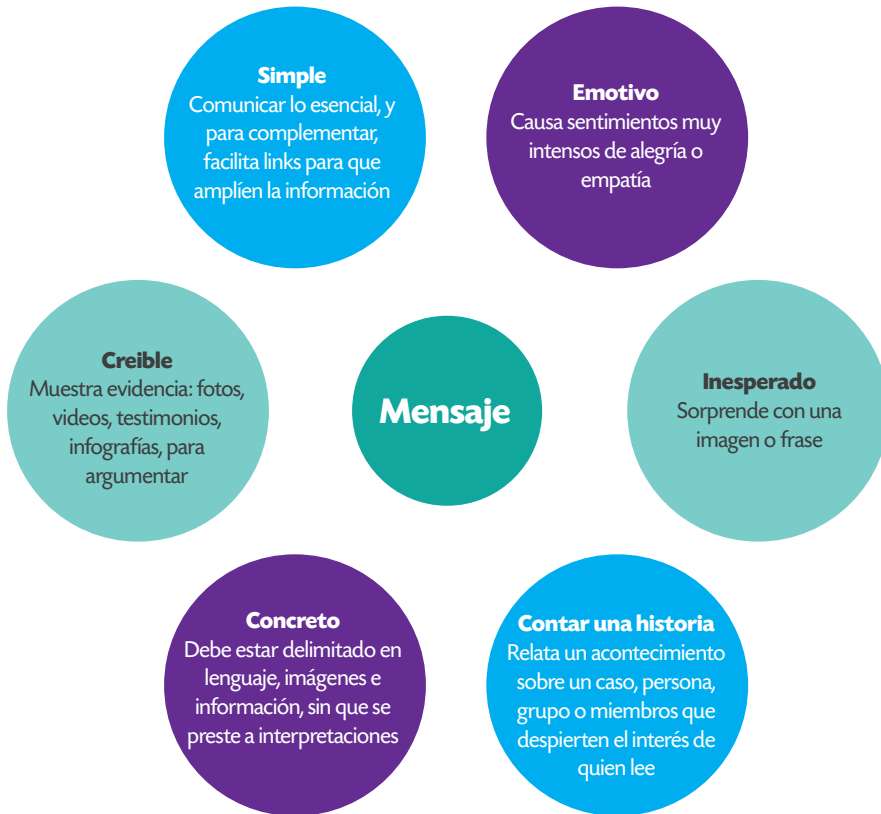 Simple
Comunicar lo esencial, y
para complementar,
facilita links para que
amplíen la información
Emotivo
Causa sentimientos muy
intensos de alegría o
empatía
Creible
Muestra evidencia: fotos,
videos, testimonios,
infografías, para
argumentar
Mensaje
Inesperado
Sorprende con una
imagen o frase
Concreto
Debe estar delimitado en
lenguaje, imágenes e
información, sin que se
preste a interpretaciones
Contar una historia
Relata un acontecimiento
sobre un caso, persona,
grupo o miembros que
despierten el interés de
quien lee